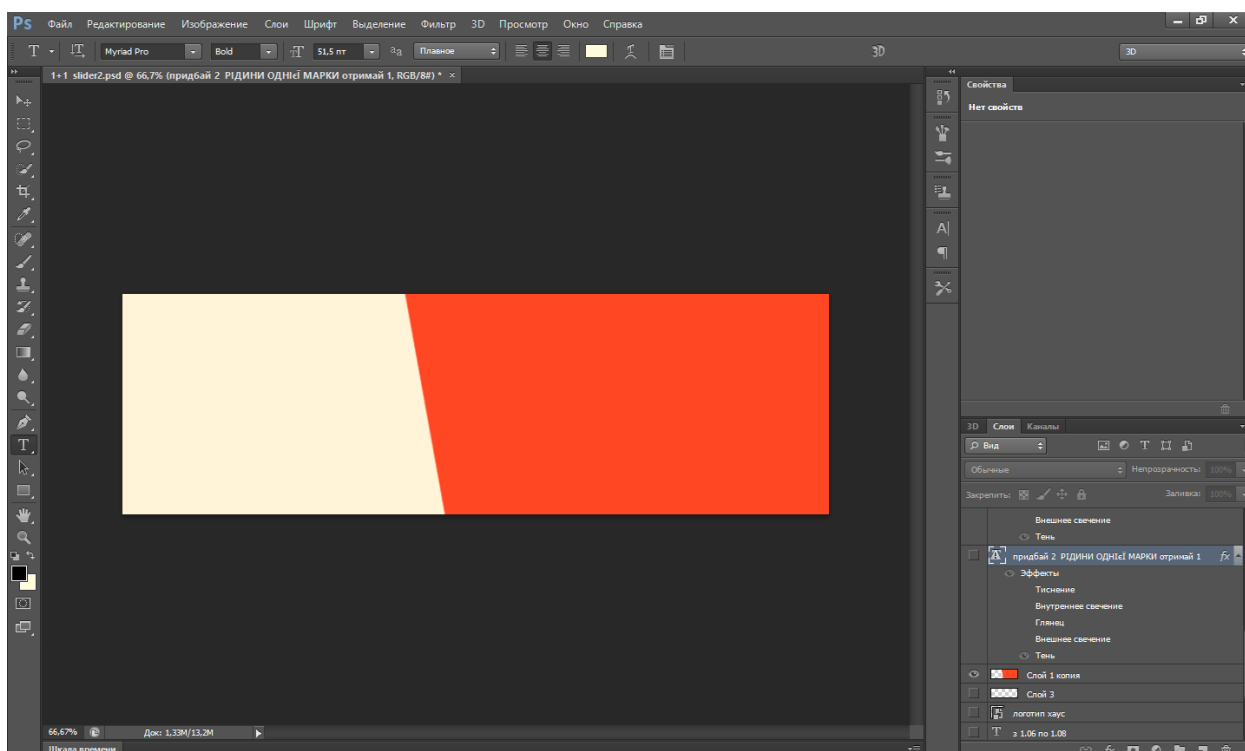 Ps Файл Редактирование Изображение Слои Шрифт Выделение Фильтр 3D Просмотр Окно Справка
T Myriad Pro Bold 51,5 пт Плавное 3D 3D
1+1 slider2.psd @ 66,7% (придбай 2 РІДИНИ ОДНІєЇ МАРКИ отримай 1, RGB/8#) * ×
Свойства
Нет свойств
3D Слои Каналы
Вид
Обычные Непрозрачность: 100%
Закрепить: Заливка: 100%
Внешнее свечение
Тень
придбай 2 РІДИНИ ОДНІєЇ МАРКИ отримай 1 fx
Эффекты
Тиснение
Внутреннее свечение
Глянец
Внешнее свечение
Тень
Слой 1 копия
Слой 3
логотип хаус
T з 1.06 по 1.08
66,67% Док: 1,33M/13,2M
Шкала времени